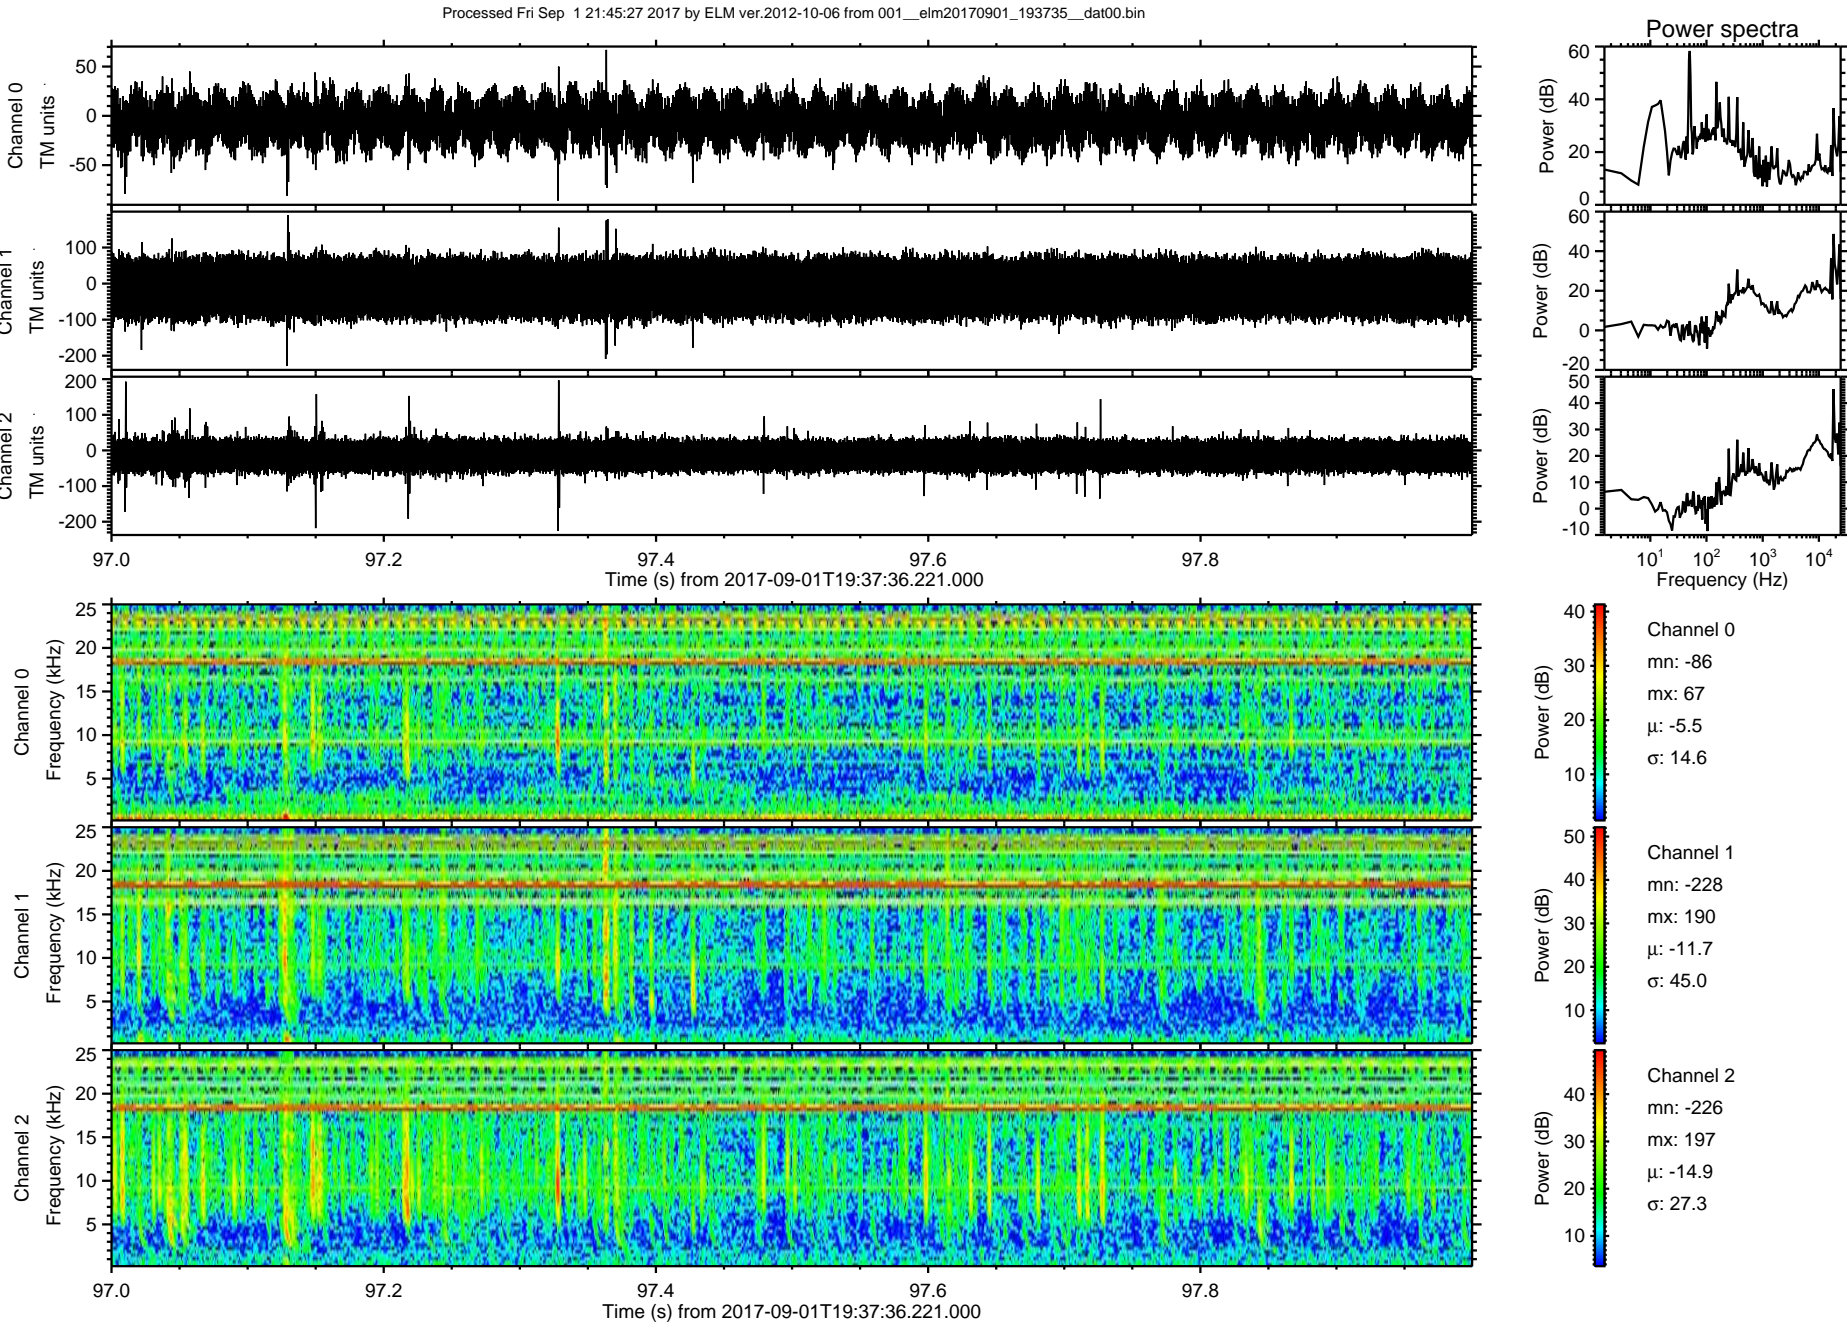 Processed Fri Sep 1 21:45:27 2017 by ELM ver.2012-10-06 from 001__elm20170901_193735__dat00.bin
Power spectra
Channel 0
TM units
50
0
-50
Power (dB)
60
40
20
0
Channel 1
TM units
100
0
-100
-200
Power (dB)
60
40
20
0
-20
Channel 2
TM units
200
100
0
-100
-200
Power (dB)
50
40
30
20
10
0
-10
97.0 97.2 97.4 97.6 97.8
Time (s) from 2017-09-01T19:37:36.221.000
10^1 10^2 10^3 10^4
Frequency (Hz)
Channel 0
Frequency (kHz)
25
20
15
10
5
Power (dB)
40
30
20
10
Channel 0
mn: -86
mx: 67
μ: -5.5
σ: 14.6
Channel 1
Frequency (kHz)
25
20
15
10
5
Power (dB)
50
40
30
20
10
Channel 1
mn: -228
mx: 190
μ: -11.7
σ: 45.0
Channel 2
Frequency (kHz)
25
20
15
10
5
Power (dB)
40
30
20
10
Channel 2
mn: -226
mx: 197
μ: -14.9
σ: 27.3
97.0 97.2 97.4 97.6 97.8
Time (s) from 2017-09-01T19:37:36.221.000